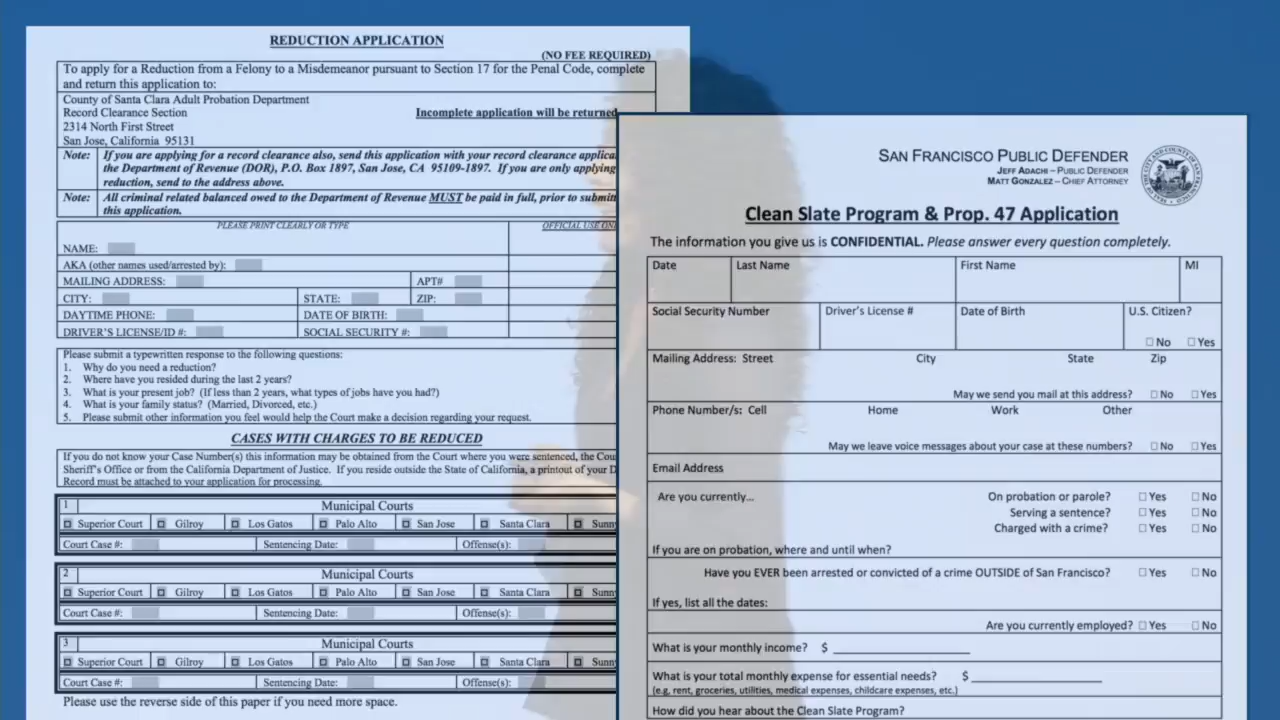 REDUCTION APPLICATION
(NO FEE REQUIRED)
To apply for a Reduction from a Felony to a Misdemeanor pursuant to Section 17 for the Penal Code, complete
and return this application to:
County of Santa Clara Adult Probation Department
Record Clearance Section
Incomplete application will be returned
2314 North First Street
San Jose, California 95131
Note: If you are applying for a record clearance also, send this application with your record clearance
the Department of Revenue (DOR), P.O. Box 1897, San Jose, CA 95109-1897. If you are only applying
reduction, send to the address above.
Note: All criminal related balanced owed to the Department of Revenue MUST be paid in full, prior to
this application.
PLEASE PRINT CLEARLY OR TYPE
OFFICIAL USE
NAME:
AKA (other names used/arrested by):
MAILING ADDRESS: APT#
CITY: STATE: ZIP:
DAYTIME PHONE: DATE OF BIRTH:
DRIVER'S LICENSE/ID #: SOCIAL SECURITY #:
Please submit a typewritten response to the following questions:
1. Why do you need a reduction?
2. Where have you resided during the last 2 years?
3. What is your present job? (If less than 2 years, what types of jobs have you had?)
4. What is your family status? (Married, Divorced, etc.)
5. Please submit other information you feel would help the Court make a decision regarding your request.
CASES WITH CHARGES TO BE REDUCED
If you do not know your Case Number(s) this information may be obtained from the Court where you were sentenced, the
Sheriff's Office or from the California Department of Justice. If you reside outside the State of California, a printout of your
Record must be attached to your application for processing.
1 Municipal Courts
Superior Court Gilroy Los Gatos Palo Alto San Jose Santa Clara
Court Case #: Sentencing Date: Offense(s):
2 Municipal Courts
Superior Court Gilroy Los Gatos Palo Alto San Jose Santa Clara
Court Case #: Sentencing Date: Offense(s):
3 Municipal Courts
Superior Court Gilroy Los Gatos Palo Alto San Jose Santa Clara
Court Case #: Sentencing Date: Offense(s):
Please use the reverse side of this paper if you need more space.
SAN FRANCISCO PUBLIC DEFENDER
JEFF ADACHI – PUBLIC DEFENDER
MATT GONZALEZ – CHIEF ATTORNEY
Clean Slate Program & Prop. 47 Application
The information you give us is CONFIDENTIAL. Please answer every question completely.
Date Last Name First Name MI
Social Security Number Driver's License # Date of Birth U.S. Citizen?
No Yes
Mailing Address: Street City State Zip
May we send you mail at this address? No Yes
Phone Number/s: Cell Home Work Other
May we leave voice messages about your case at these numbers? No Yes
Email Address
Are you currently... On probation or parole? Yes No
Serving a sentence? Yes No
Charged with a crime? Yes No
If you are on probation, where and until when?
Have you EVER been arrested or convicted of a crime OUTSIDE of San Francisco? Yes No
If yes, list all the dates:
Are you currently employed? Yes No
What is your monthly income? $
What is your total monthly expense for essential needs? $
(e.g, rent, groceries, utilities, medical expenses, childcare expenses, etc.)
How did you hear about the Clean Slate Program?